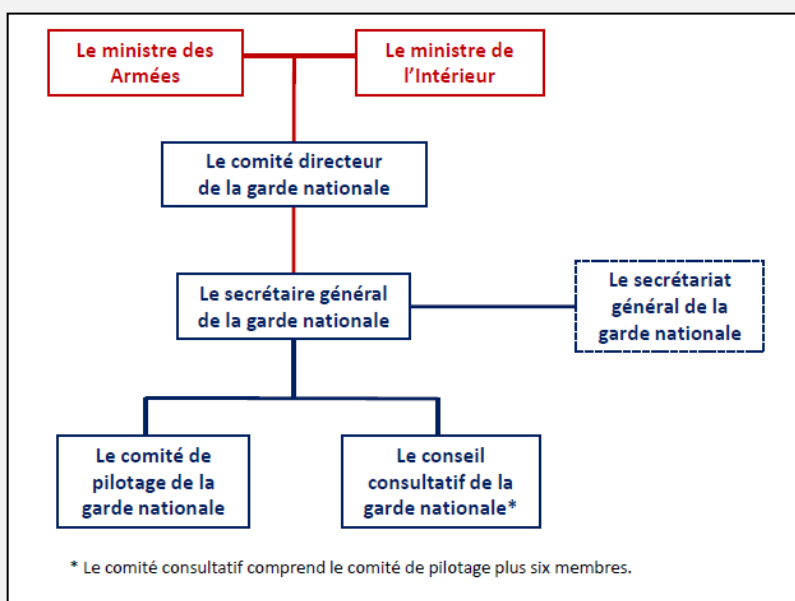 Le ministre des
Armées
Le ministre de
l'Intérieur
Le comité directeur
de la garde nationale
Le secrétaire général
de la garde nationale
Le secrétariat
général de la
garde nationale
Le comité de
pilotage de la
garde nationale
Le conseil
consultatif de la
garde nationale*
* Le comité consultatif comprend le comité de pilotage plus six membres.